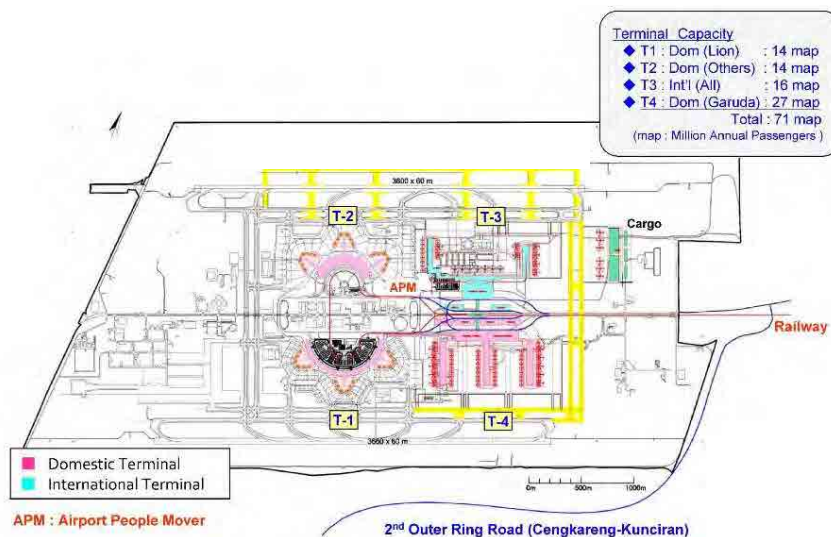 Terminal Capacity
◆ T1 : Dom (Lion) : 14 map
◆ T2 : Dom (Others) : 14 map
◆ T3 : Int'l (All) : 16 map
◆ T4 : Dom (Garuda) : 27 map
Total : 71 map
(map : Million Annual Passengers )
3600 x 60 m
T-2
T-3
Cargo
APM
Railway
T-1
T-4
3660 x 60 m
Domestic Terminal
International Terminal
0m 500m 1000m
APM : Airport People Mover
2nd Outer Ring Road (Cengkareng-Kunciran)